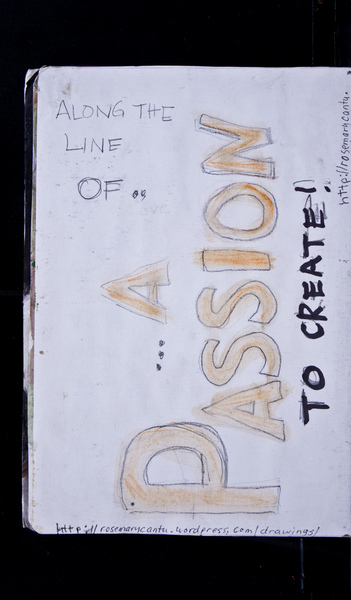 ALONG THE
LINE
OF ..
... A
PASSION
TO CREATE!
http://rosemarycantu.wordpress.com/drawings/
http://rosemarycantu.